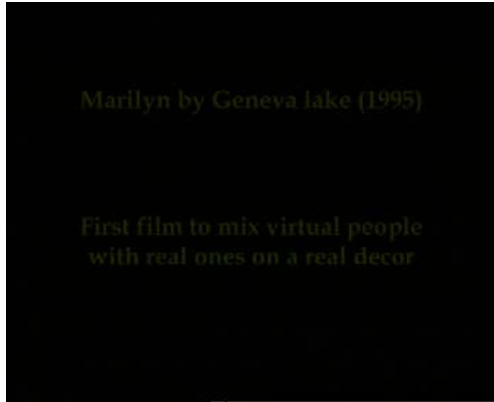 Marilyn by Geneva lake (1995)
First film to mix virtual people
with real ones on a real decor